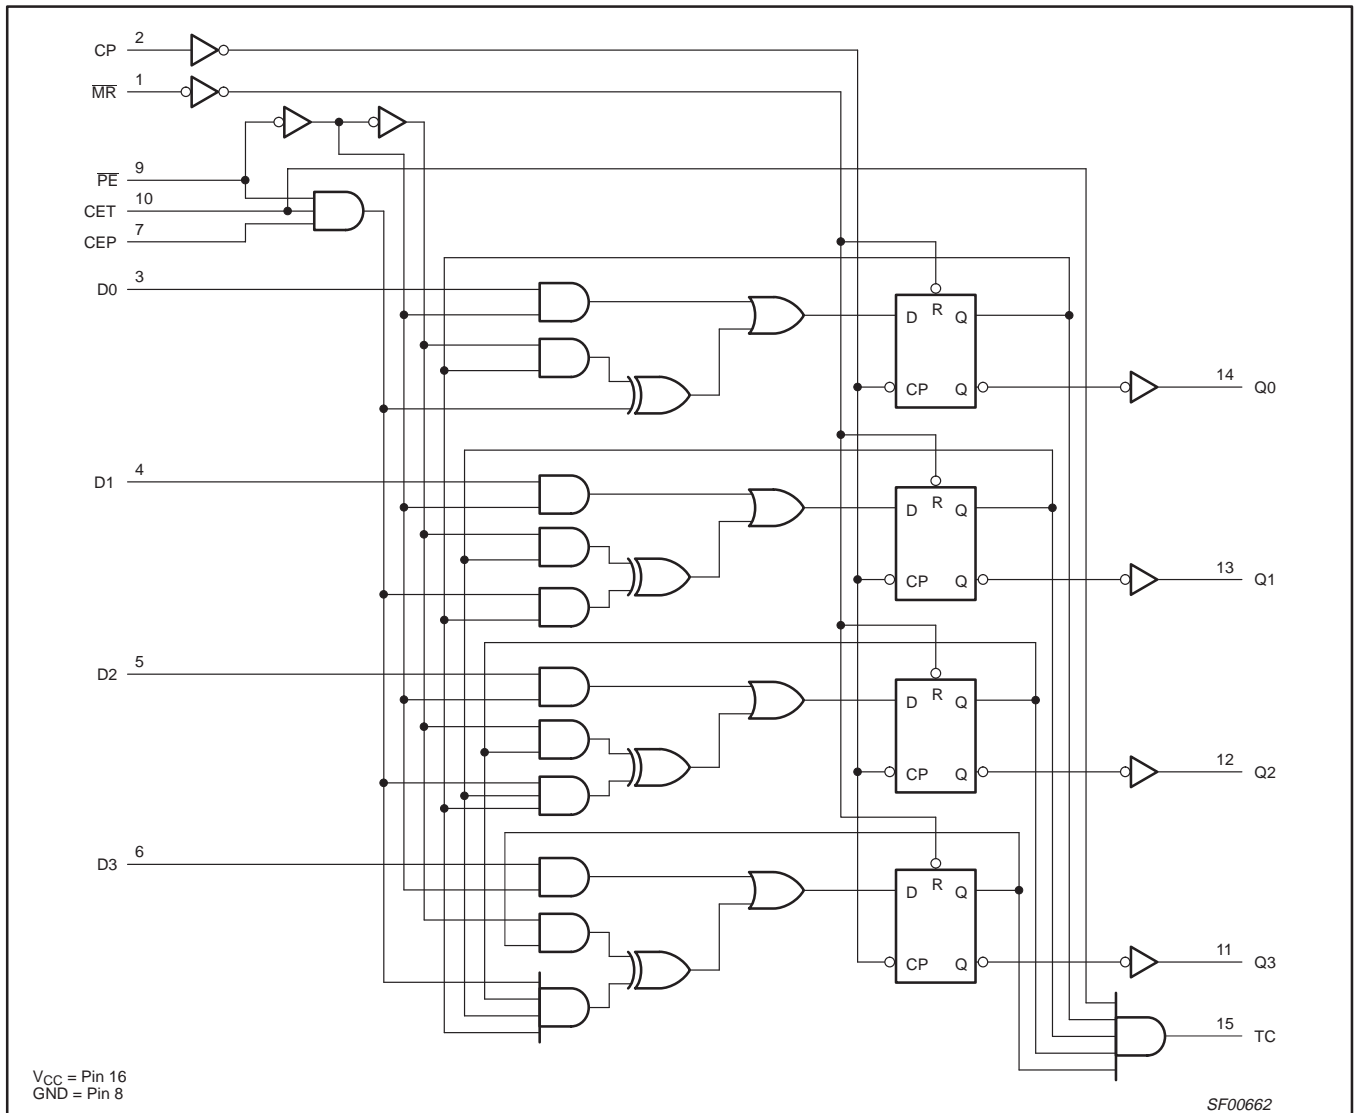 CP 2
MR 1
PE 9
CET 10
CEP 7
D0 3
D R Q
CP Q
14 Q0
D1 4
D R Q
CP Q
13 Q1
D2 5
D R Q
CP Q
12 Q2
D3 6
D R Q
CP Q
11 Q3
15 TC
VCC = Pin 16
GND = Pin 8
SF00662